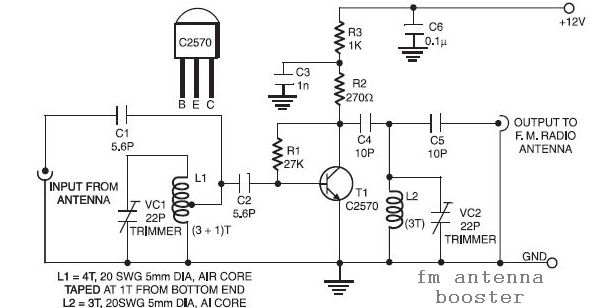 C2570
B E C
R3
1K
C6
0.1µ
+12V
C3
1n
R2
270Ω
C1
5.6P
C4
10P
C5
10P
OUTPUT TO
F. M. RADIO
ANTENNA
R1
27K
INPUT FROM
ANTENNA
L1
C2
5.6P
T1
C2570
VC1
22P
TRIMMER
(3 + 1)T
L2
(3T)
VC2
22P
TRIMMER
GND
L1 = 4T, 20 SWG 5mm DIA, AIR CORE
TAPED AT 1T FROM BOTTOM END
L2 = 3T, 20SWG 5mm DIA, AI CORE
fm antenna
booster